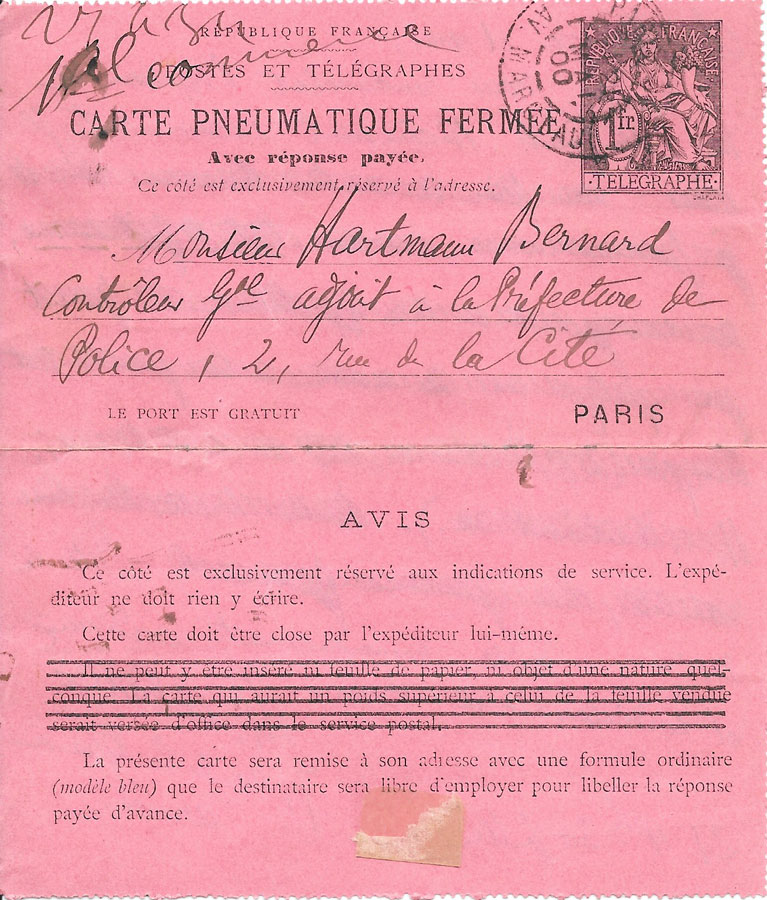 RÉPUBLIQUE FRANÇAISE
POSTES ET TÉLÉGRAPHES
CARTE PNEUMATIQUE FERMÉE
Avec réponse payée.
Ce côté est exclusivement réservé à l'adresse.
RÉPUBLIQUE FRANÇAISE
1fr
·TELEGRAPHE·
CHAPLAIN
AV. MARCEAU
Monsieur Hartmann Bernard
Contrôleur Gal adjoint à la Préfecture de
Police, 2, rue de la Cité
LE PORT EST GRATUIT PARIS
AVIS
Ce côté est exclusivement réservé aux indications de service. L'expé-
diteur ne doit rien y écrire.
Cette carte doit être close par l'expéditeur lui-même.
Il ne peut y être inséré ni feuille de papier, ni objet d'une nature quel-
conque. La carte qui aurait un poids supérieur à celui de la feuille vendue
serait versée d'office dans le service postal.
La présente carte sera remise à son adresse avec une formule ordinaire
(modèle bleu) que le destinataire sera libre d'employer pour libeller la réponse
payée d'avance.